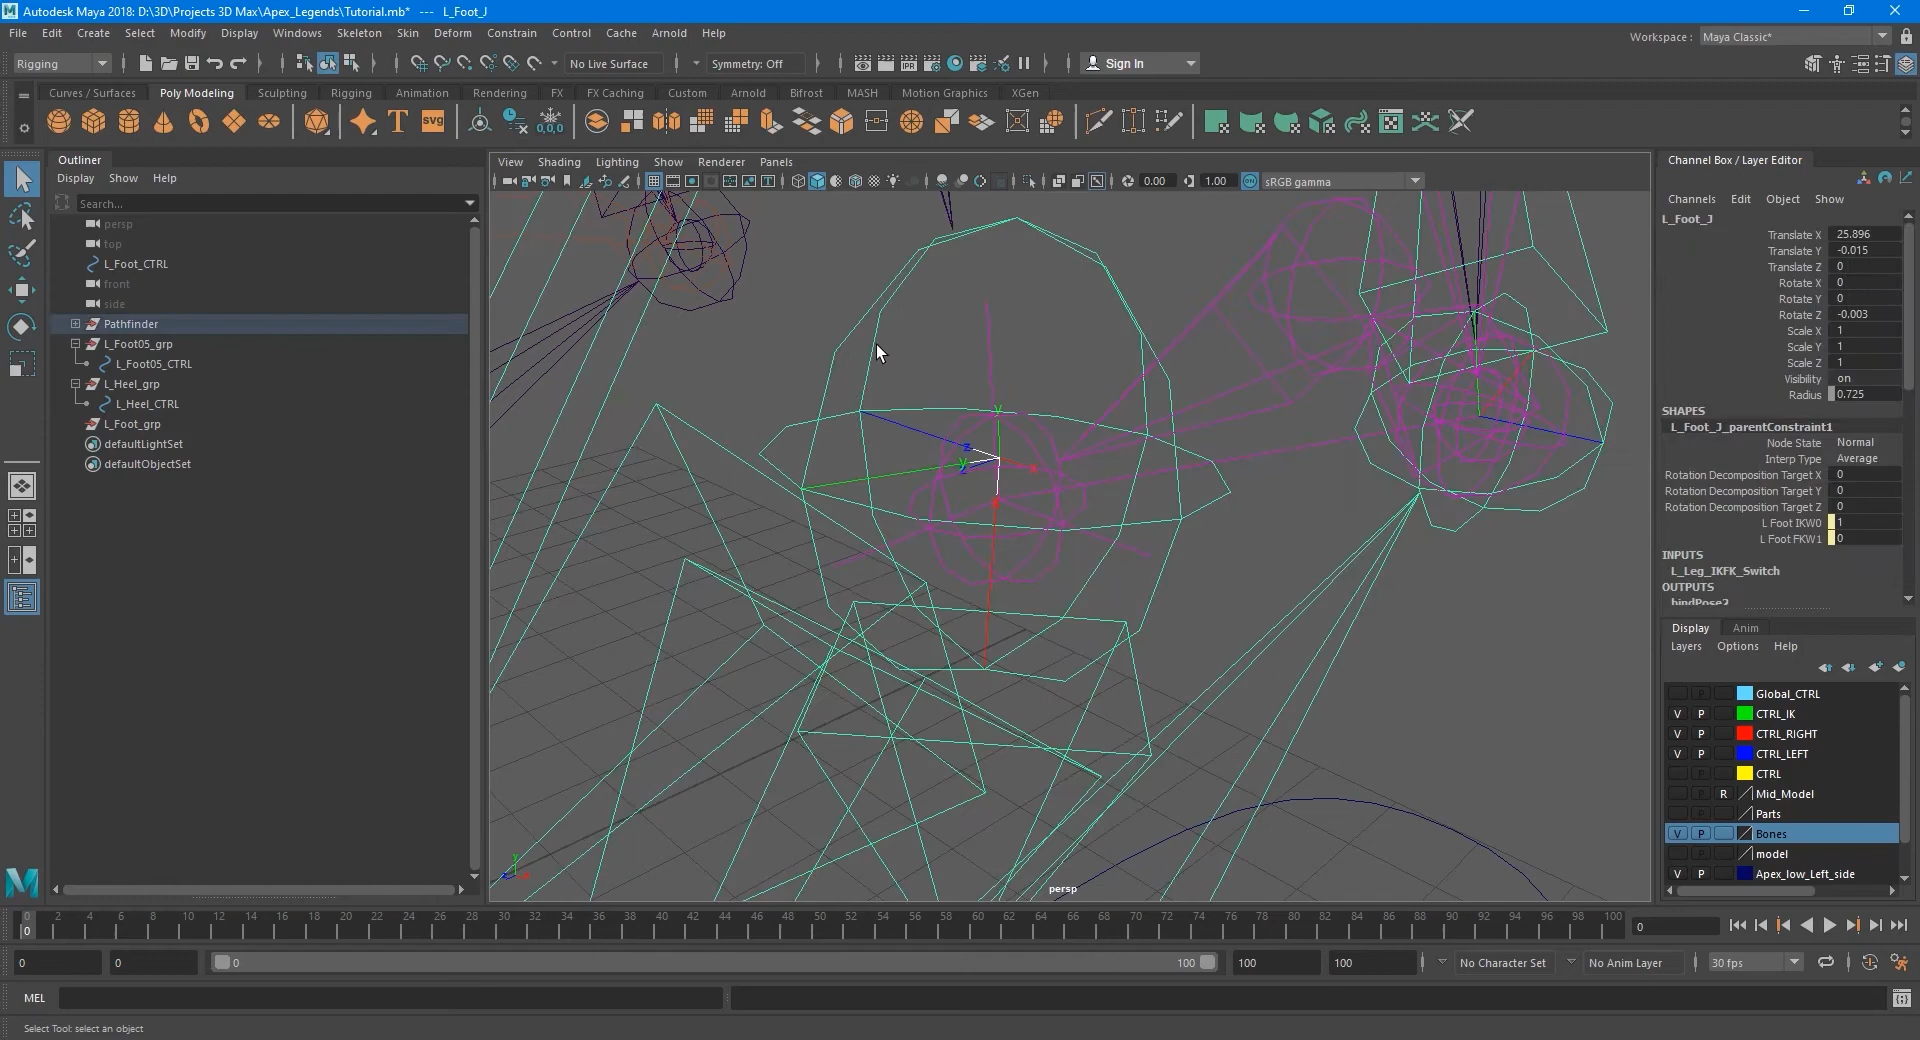 Autodesk Maya 2018: D:\3D\Projects 3D Max\Apex_Legends\Tutorial.mb* --- L_Foot_J
File Edit Create Select Modify Display Windows Skeleton Skin Deform Constrain Control Cache Arnold Help
Workspace : Maya Classic*
Rigging No Live Surface Symmetry: Off Sign In
Curves / Surfaces Poly Modeling Sculpting Rigging Animation Rendering FX FX Caching Custom Arnold Bifrost MASH Motion Graphics XGen
T svg 0,0,0
Outliner
Display Show Help
Search...
persp
top
L_Foot_CTRL
front
side
Pathfinder
L_Foot05_grp
L_Foot05_CTRL
L_Heel_grp
L_Heel_CTRL
L_Foot_grp
defaultLightSet
defaultObjectSet
View Shading Lighting Show Renderer Panels
0.00 1.00 ON sRGB gamma
y
z
y
z
x
y
persp
Channel Box / Layer Editor
Channels Edit Object Show
L_Foot_J
Translate X 25.896
Translate Y -0.015
Translate Z 0
Rotate X 0
Rotate Y 0
Rotate Z -0.003
Scale X 1
Scale Y 1
Scale Z 1
Visibility on
Radius 0.725
SHAPES
L_Foot_J_parentConstraint1
Node State Normal
Interp Type Average
Rotation Decomposition Target X 0
Rotation Decomposition Target Y 0
Rotation Decomposition Target Z 0
L Foot IKW0 1
L Foot FKW1 0
INPUTS
L_Leg_IKFK_Switch
OUTPUTS
bindPose2
Display Anim
Layers Options Help
P Global_CTRL
V P CTRL_IK
V P CTRL_RIGHT
V P CTRL_LEFT
P CTRL
P R Mid_Model
P Parts
V P Bones
P model
V P Apex_low_Left_side
0 2 4 6 8 10 12 14 16 18 20 22 24 26 28 30 32 34 36 38 40 42 44 46 48 50 52 54 56 58 60 62 64 66 68 70 72 74 76 78 80 82 84 86 88 90 92 94 96 98 100
0 0
0 0 0 100 100 100 No Character Set No Anim Layer 30 fps
MEL
Select Tool: select an object